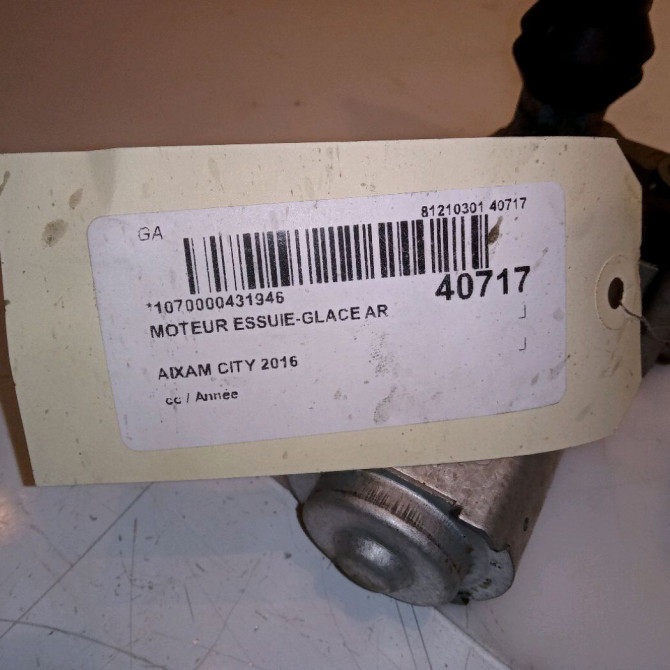 GA
81210301 40717
*1070000431946
40717
MOTEUR ESSUIE-GLACE AR
AIXAM CITY 2016
cc / Année